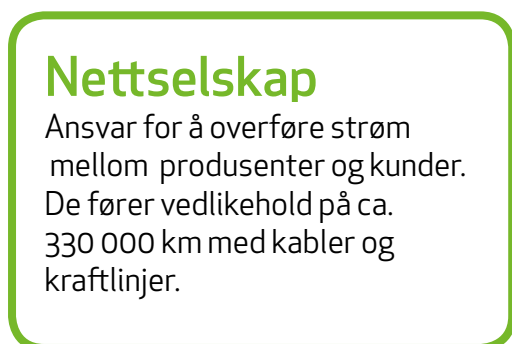 Nettselskap
Ansvar for å overføre strøm
mellom produsenter og kunder.
De fører vedlikehold på ca.
330 000 km med kabler og
kraftlinjer.